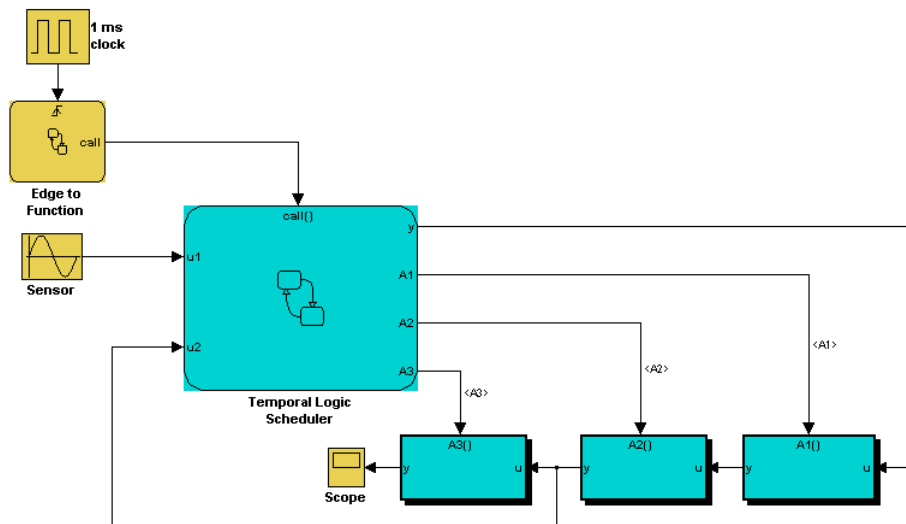 1 ms
clock
call
Edge to
Function
call()
y
u1
Sensor
A1
A2
u2
<A1>
<A2>
A3
<A3>
Temporal Logic
Scheduler
A3()
A2()
A1()
y
u
y
u
y
u
Scope